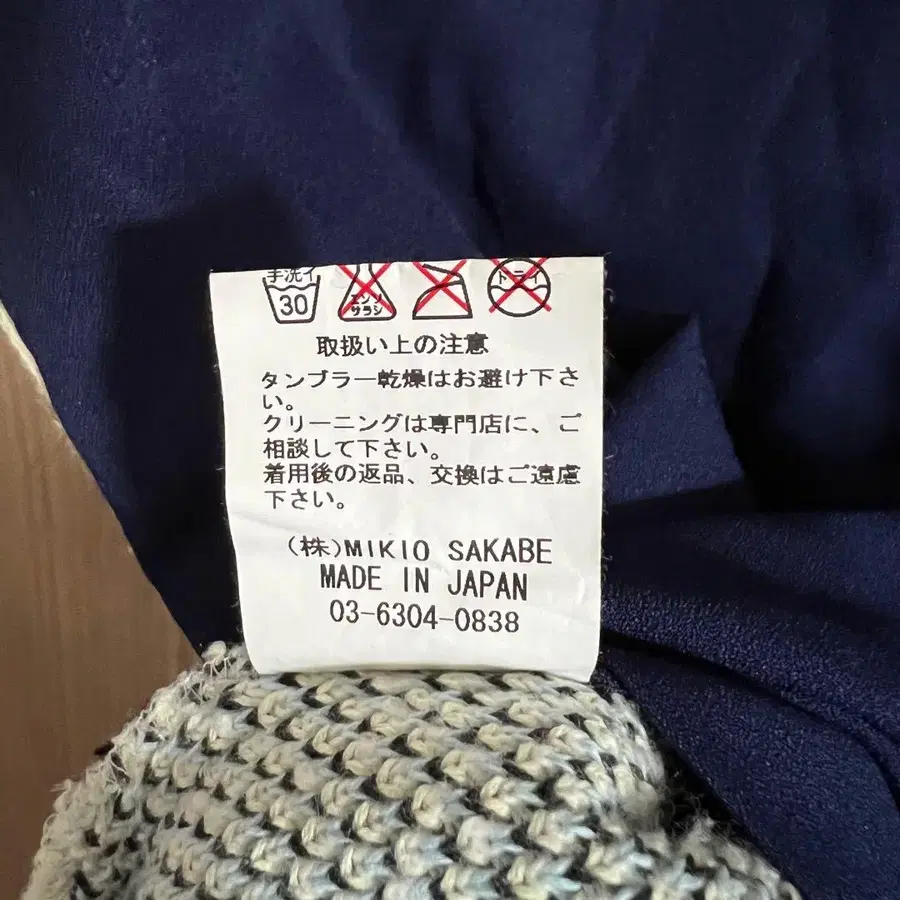 手洗イ 30 エンソサラシ ドライ
取扱い上の注意
タンブラー乾燥はお避け下さ
い。
クリーニングは専門店に、ご
相談して下さい。
着用後の返品、交換はご遠慮
下さい。
(株)MIKIO SAKABE
MADE IN JAPAN
03-6304-0838